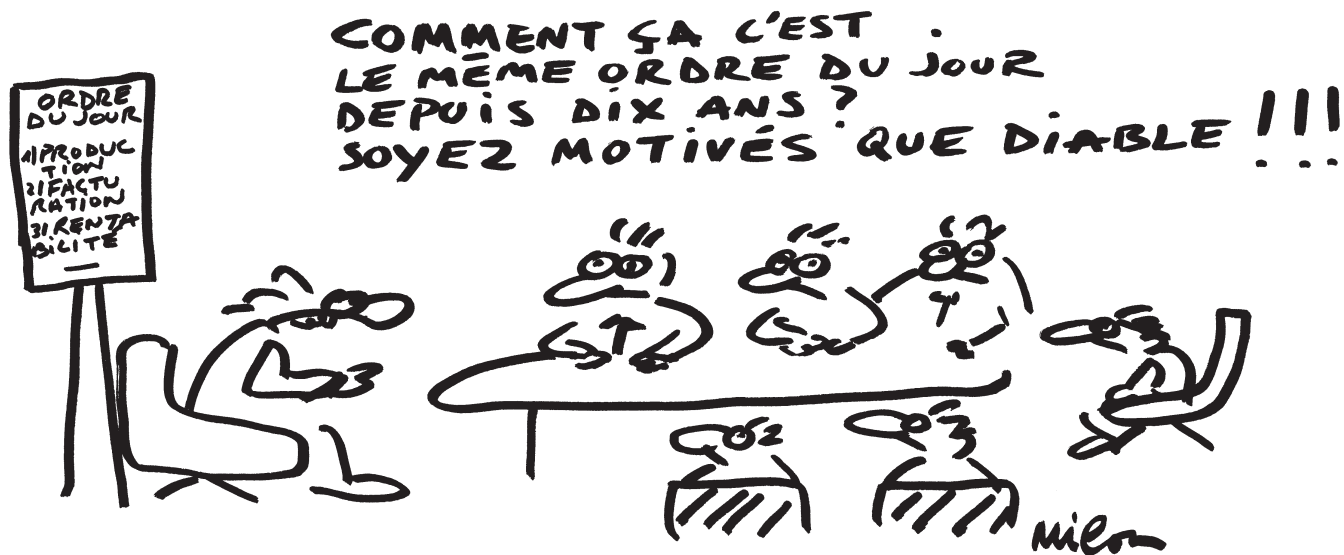 COMMENT ÇA C'EST
LE MÊME ORDRE DU JOUR
DEPUIS DIX ANS ?
SOYEZ MOTIVÉS QUE DIABLE !!!
ORDRE
DU JOUR
1) PRODUC
TION
2) FACTU
RATION
3) RENTA
BILITÉ
Milon